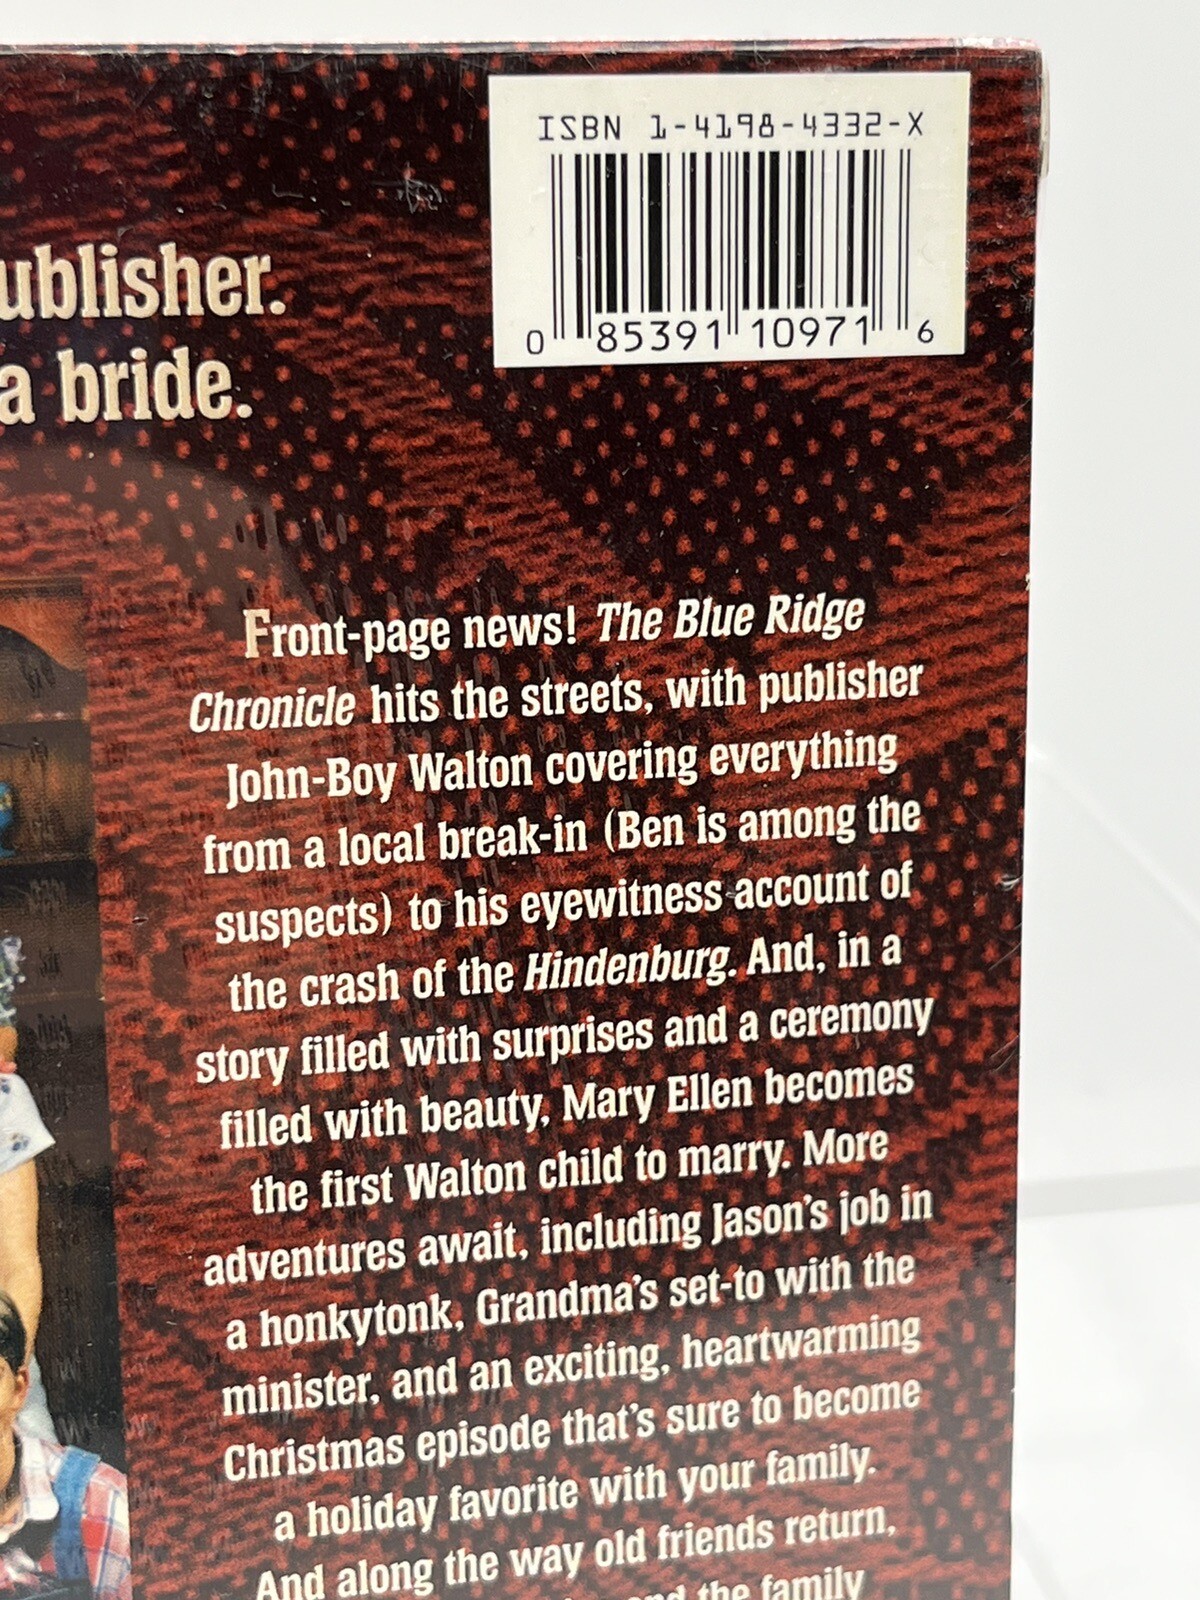 ISBN 1-4198-4332-X
0 85391 10971 6
ublisher.
a bride.
Front-page news! The Blue Ridge
Chronicle hits the streets, with publisher
John-Boy Walton covering everything
from a local break-in (Ben is among the
suspects) to his eyewitness account of
the crash of the Hindenburg. And, in a
story filled with surprises and a ceremony
filled with beauty, Mary Ellen becomes
the first Walton child to marry. More
adventures await, including Jason's job in
a honkytonk, Grandma's set-to with the
minister, and an exciting, heartwarming
Christmas episode that's sure to become
a holiday favorite with your family.
And along the way old friends return,
and the family